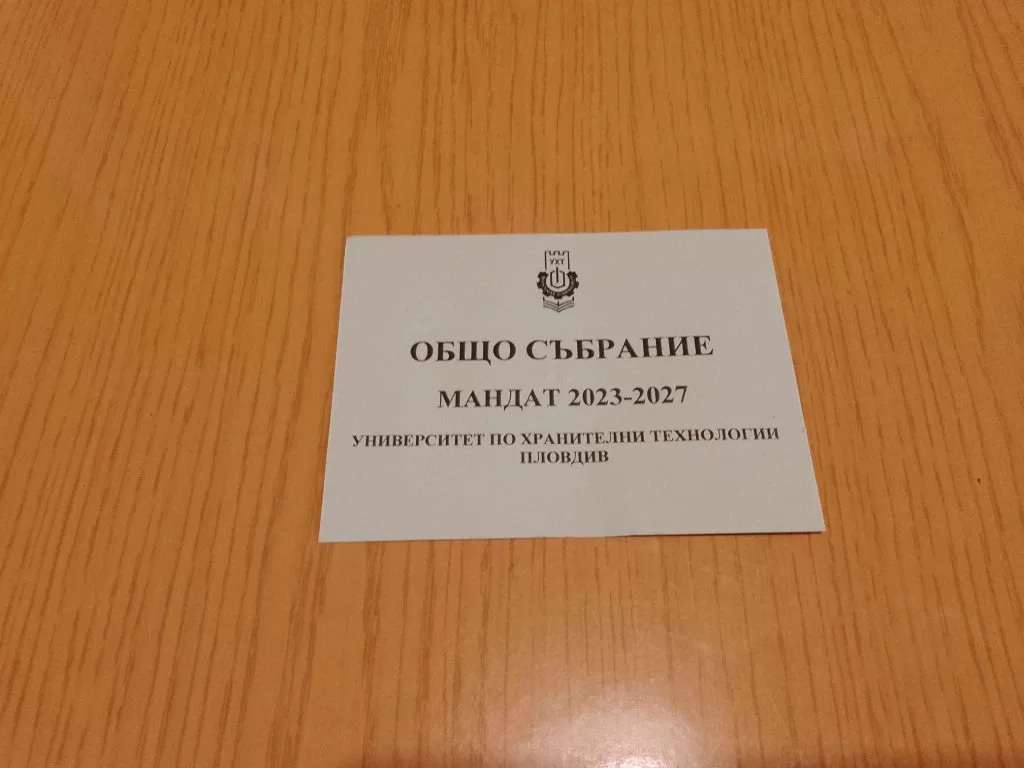 УХТ
ОБЩО СЪБРАНИЕ
МАНДАТ 2023-2027
УНИВЕРСИТЕТ ПО ХРАНИТЕЛНИ ТЕХНОЛОГИИ
ПЛОВДИВ